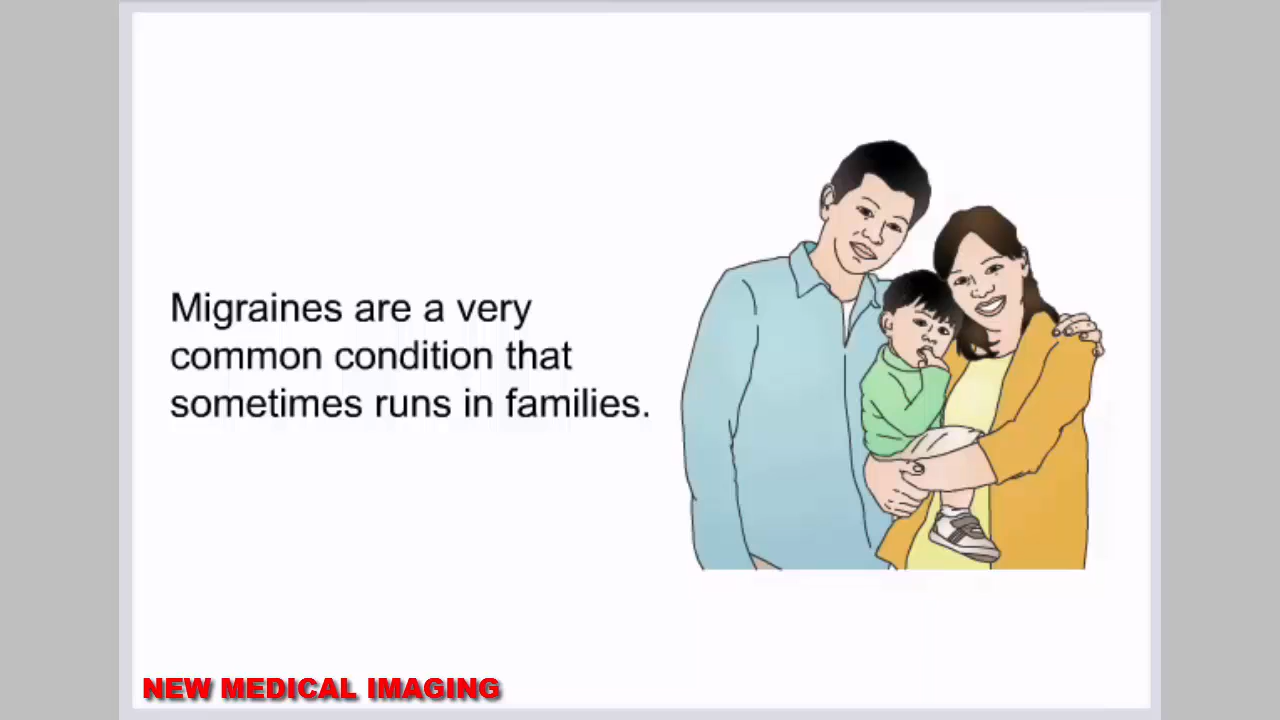 Migraines are a very
common condition that
sometimes runs in families.
NEW MEDICAL IMAGING